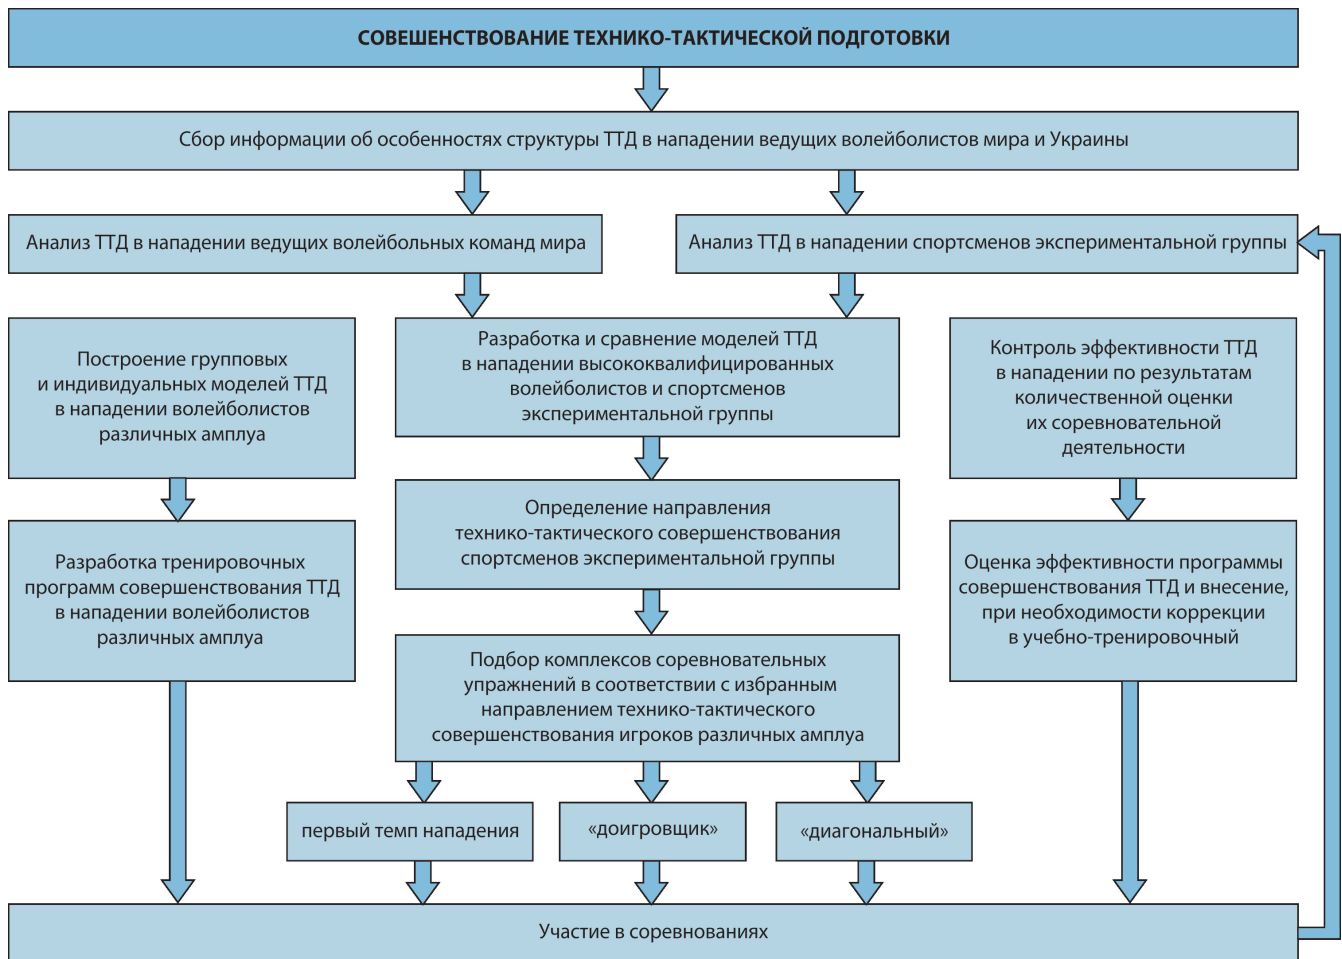 СОВЕШЕНСТВОВАНИЕ ТЕХНИКО-ТАКТИЧЕСКОЙ ПОДГОТОВКИ
Сбор информации об особенностях структуры ТТД в нападении ведущих волейболистов мира и Украины
Анализ ТТД в нападении ведущих волейбольных команд мира
Анализ ТТД в нападении спортсменов экспериментальной группы
Построение групповых
и индивидуальных моделей ТТД
в нападении волейболистов
различных амплуа
Разработка и сравнение моделей ТТД
в нападении высококвалифицированных
волейболистов и спортсменов
экспериментальной группы
Контроль эффективности ТТД
в нападении по результатам
количественной оценки
их соревновательной
деятельности
Определение направления
технико-тактического совершенствования
спортсменов экспериментальной группы
Разработка тренировочных
программ совершенствования ТТД
в нападении волейболистов
различных амплуа
Оценка эффективности программы
совершенствования ТТД и внесение,
при необходимости коррекции
в учебно-тренировочный
Подбор комплексов соревновательных
упражнений в соответствии с избранным
направлением технико-тактического
совершенствования игроков различных амплуа
первый темп нападения
«доигровщик»
«диагональный»
Участие в соревнованиях